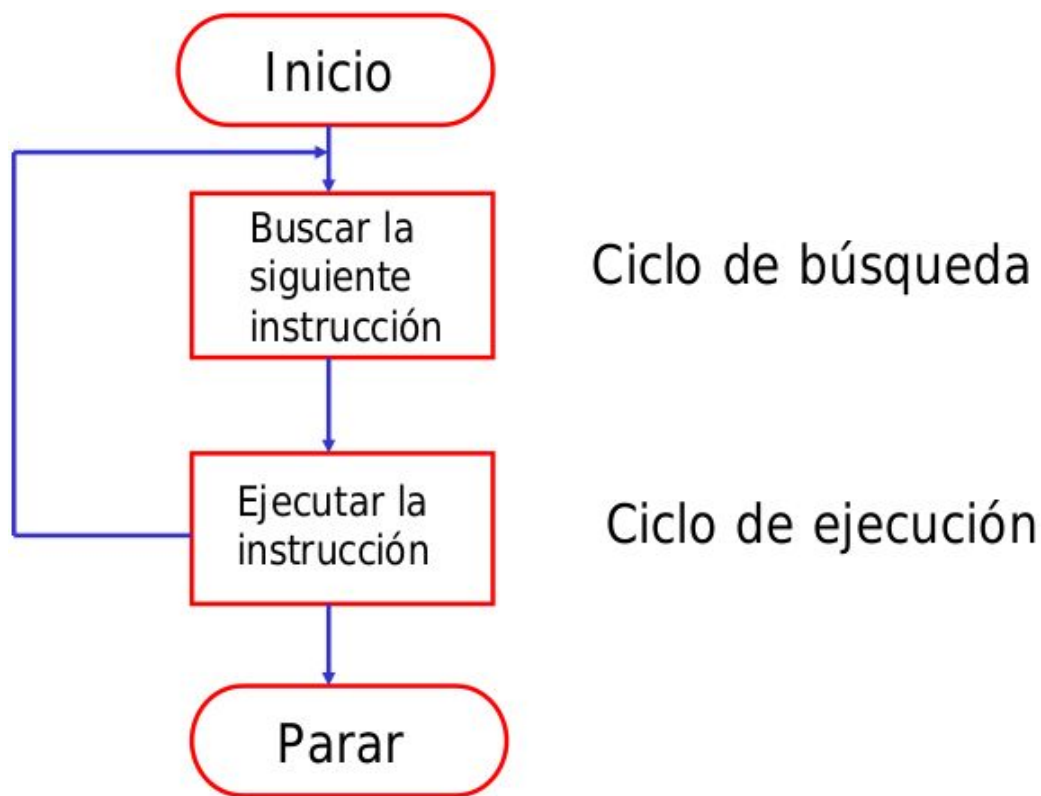 Inicio
Buscar la
siguiente
instrucción
Ciclo de búsqueda
Ejecutar la
instrucción
Ciclo de ejecución
Parar